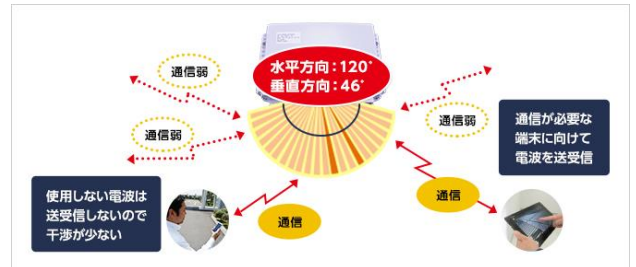 水平方向：120°
垂直方向：46°
通信弱
通信弱
通信弱
通信が必要な
端末に向けて
電波を送受信
使用しない電波は
送受信しないので
干渉が少ない
通信
通信